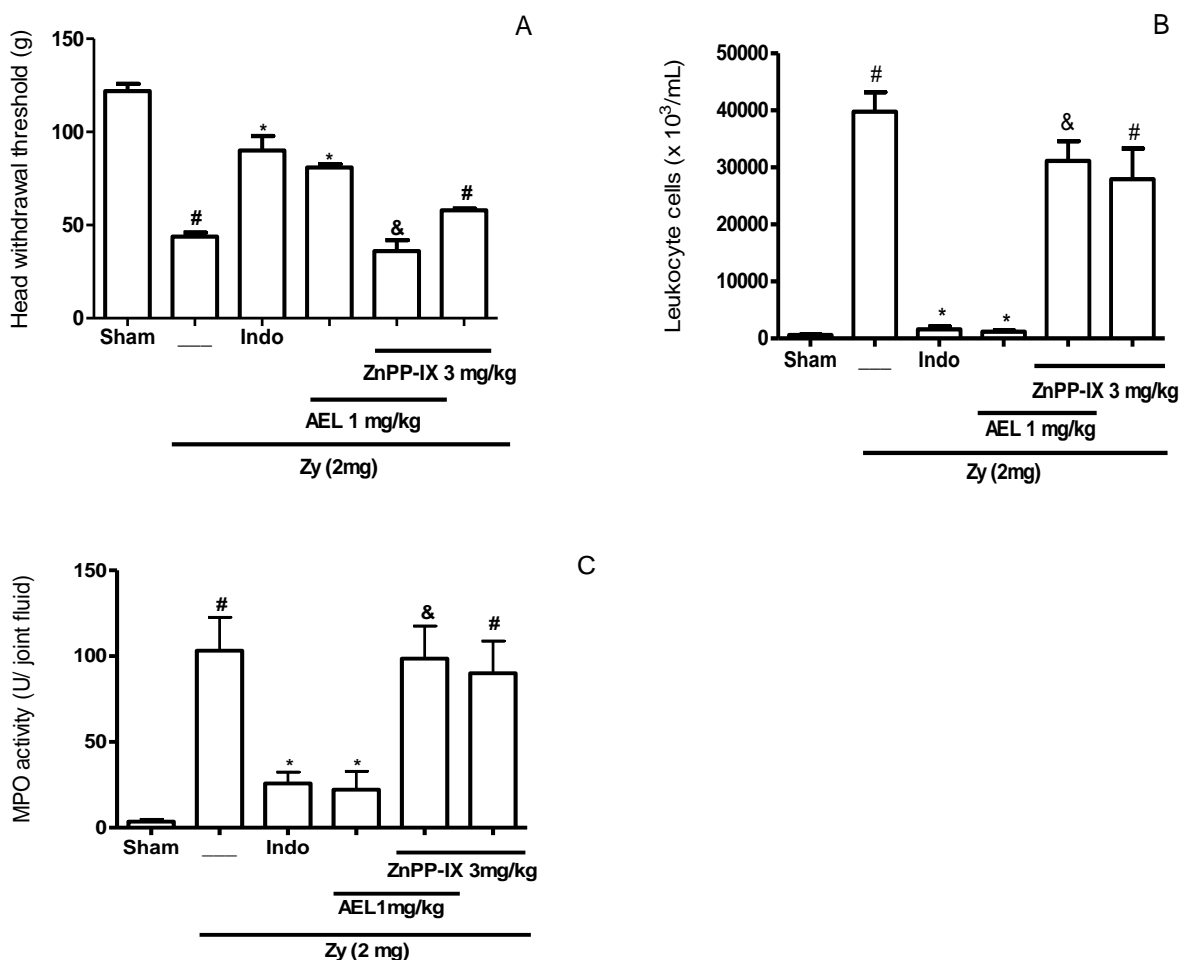 A
Head withdrawal threshold (g)
150
100
50
0
#
*
*
&
#
Sham ___ Indo
ZnPP-IX 3 mg/kg
AEL 1 mg/kg
Zy (2mg)
B
Leukocyte cells (x 10³/mL)
50000
40000
30000
20000
10000
0
#
*
*
&
#
Sham ___ Indo
ZnPP-IX 3 mg/kg
AEL 1 mg/kg
Zy (2mg)
C
MPO activity (U/ joint fluid)
150
100
50
0
#
*
*
&
#
Sham ___ Indo
ZnPP-IX 3mg/kg
AEL1mg/kg
Zy (2 mg)